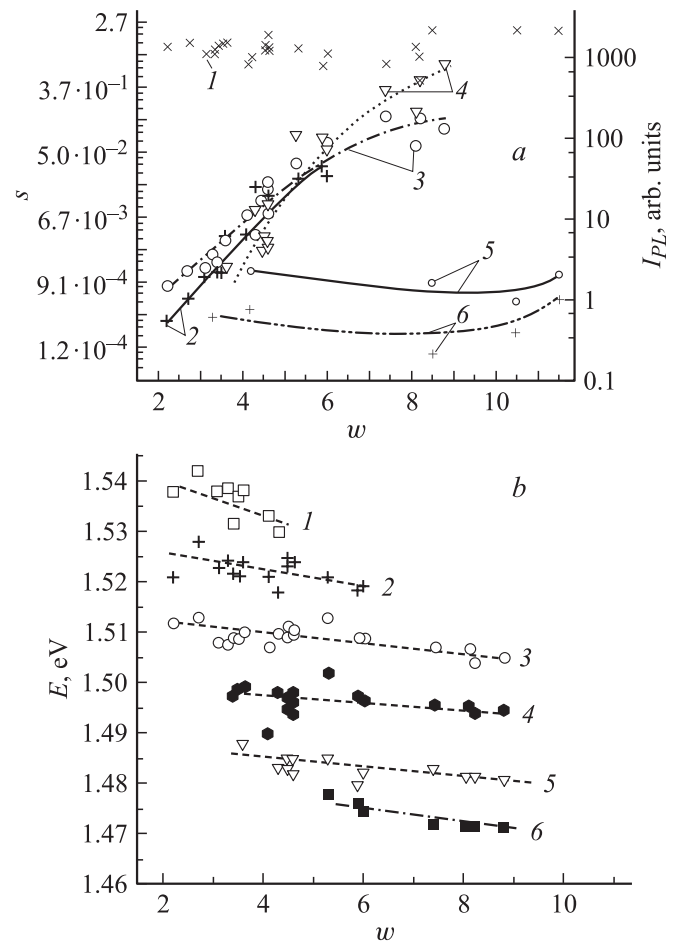 2.7
3.7 · 10⁻¹
5.0 · 10⁻²
6.7 · 10⁻³
9.1 · 10⁻⁴
1.2 · 10⁻⁴
s
1000
100
10
1
0.1
I_PL, arb. units
a
1
2
3
4
5
6
2 4 6 8 10
w
b
1.54
1.53
1.52
1.51
1.50
1.49
1.48
1.47
1.46
E, eV
1
2
3
4
5
6
2 4 6 8 10
w